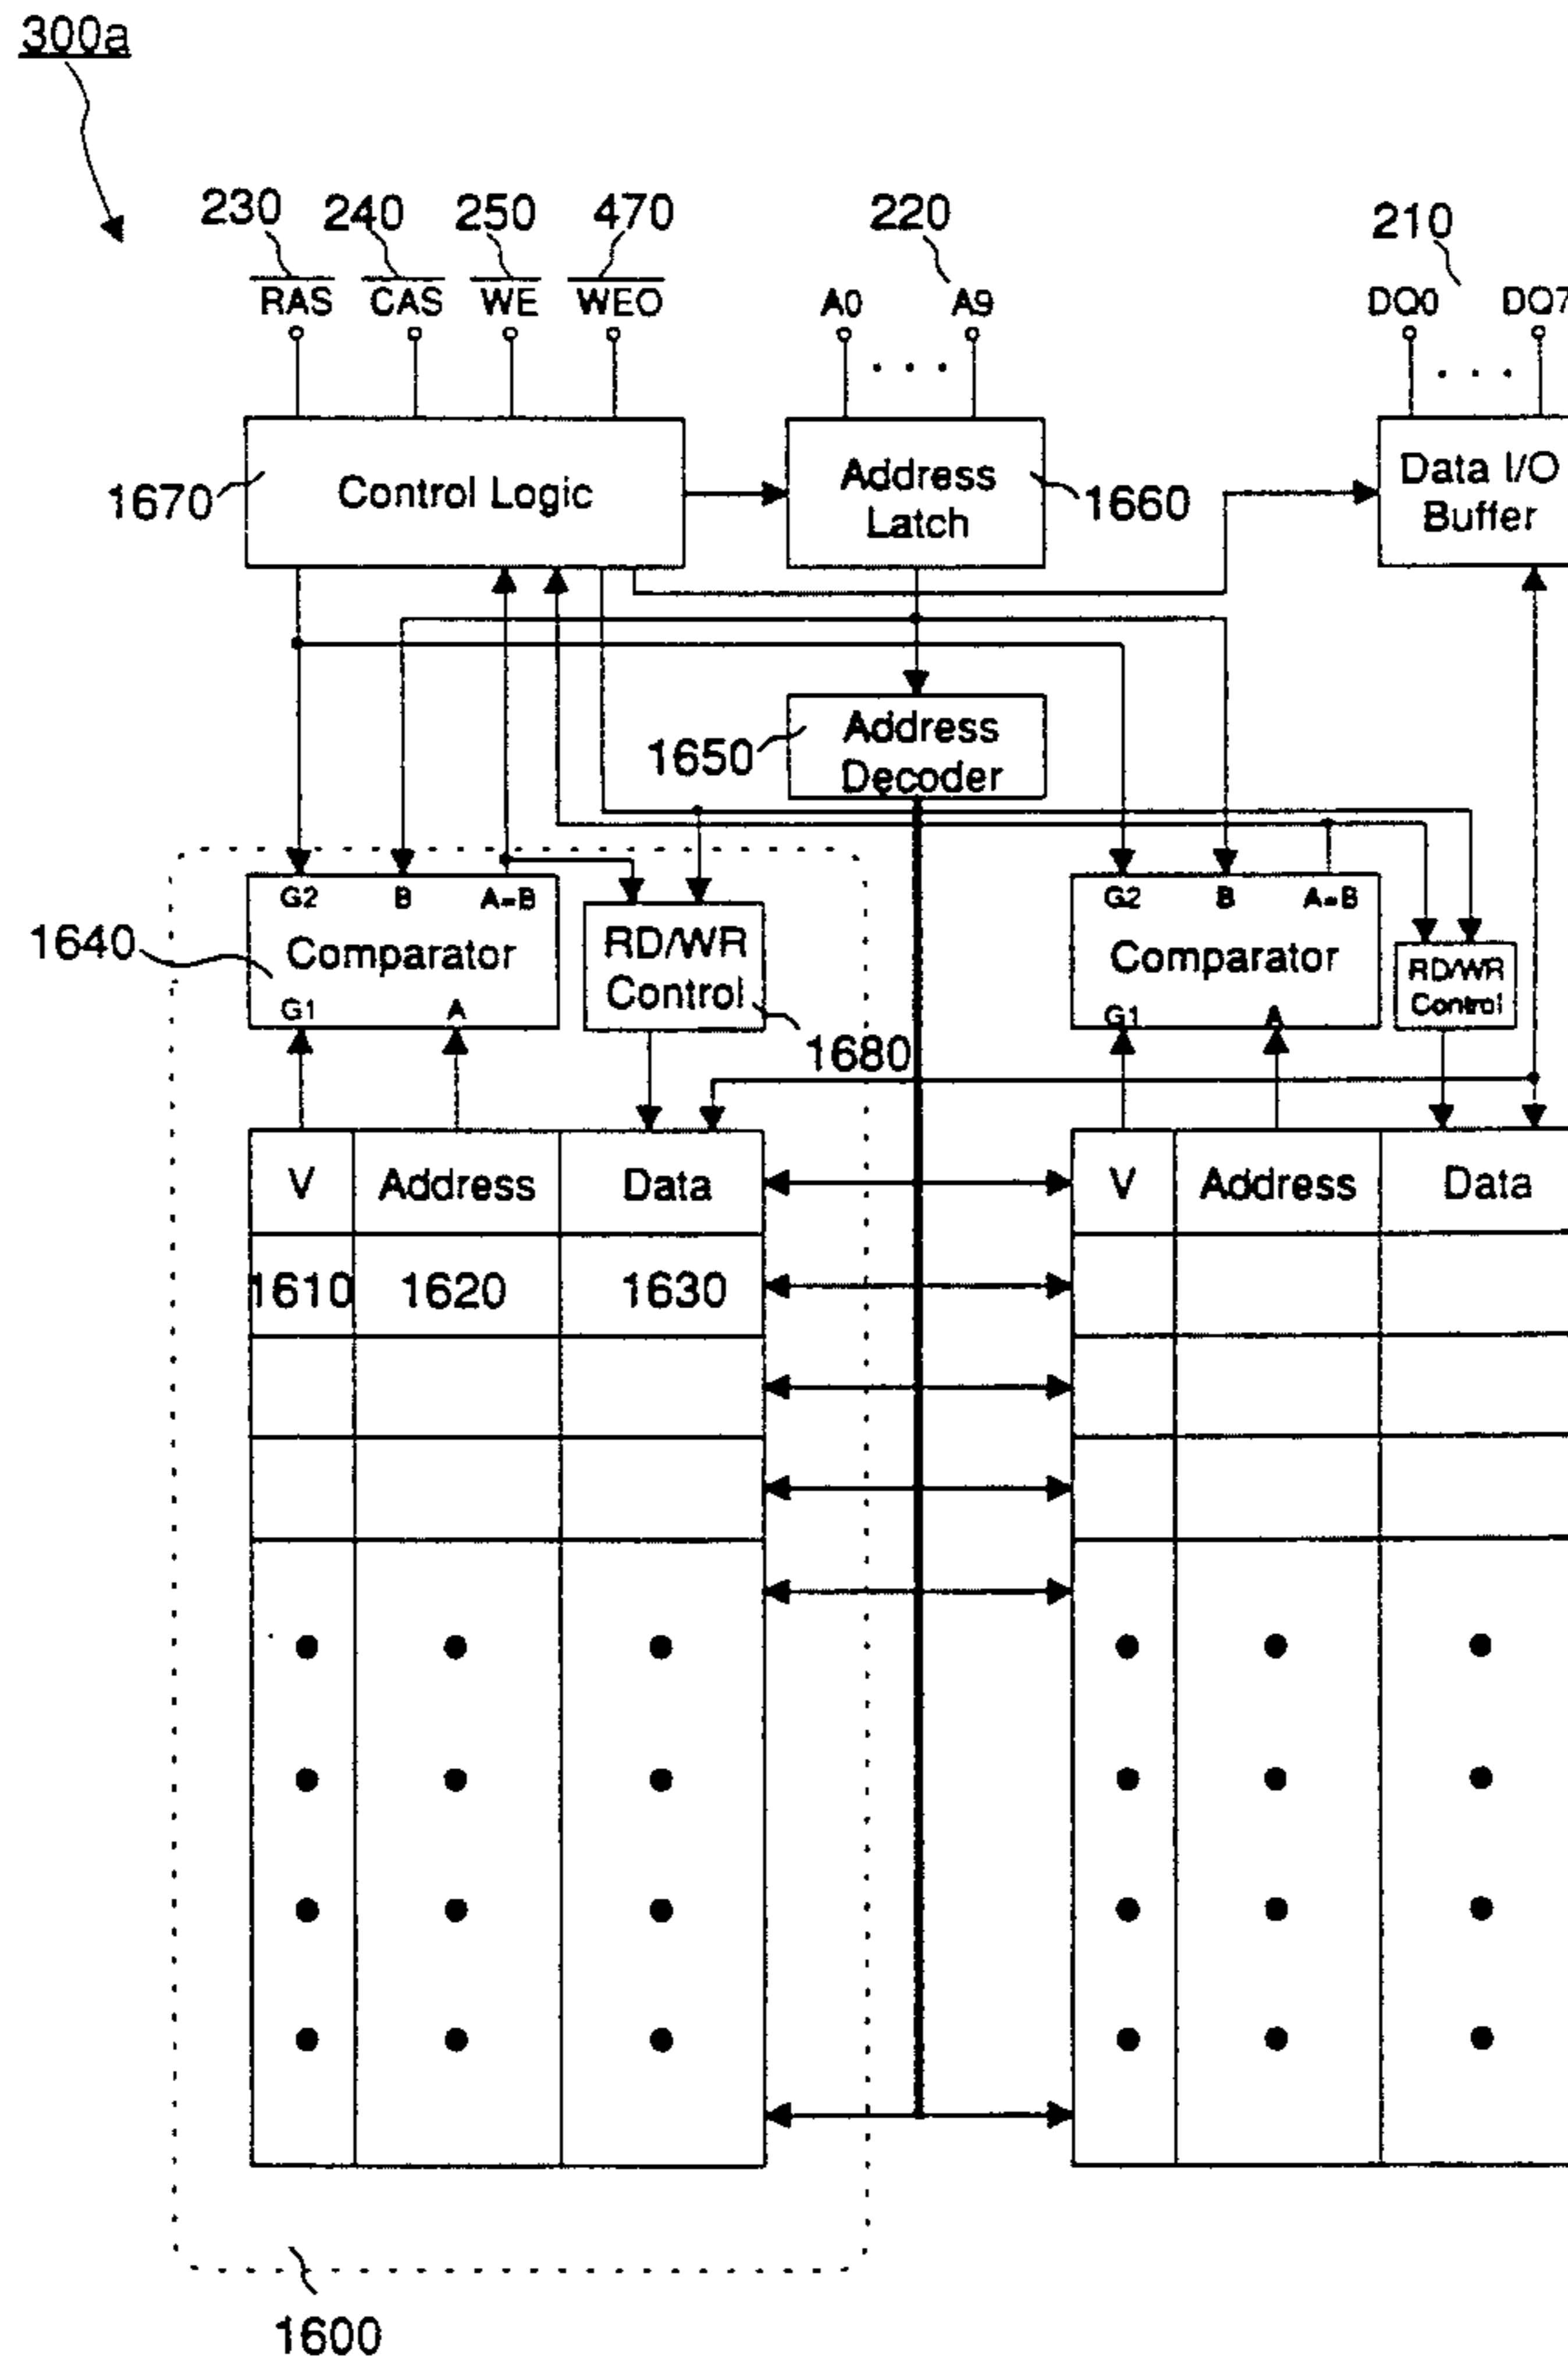 300a
230 240 250 470 220 210
RAS CAS WE WEO A0 A9 DQ0 DQ7
1670 Control Logic
Address
Latch
1660
Data I/O
Buffer
1650
Address
Decoder
G2 B A=B
1640 Comparator
G1 A
RD/WR
Control
1680
G2 B A=B
Comparator
G1 A
RD/WR
Control
V Address Data
1610 1620 1630
V Address Data
1600